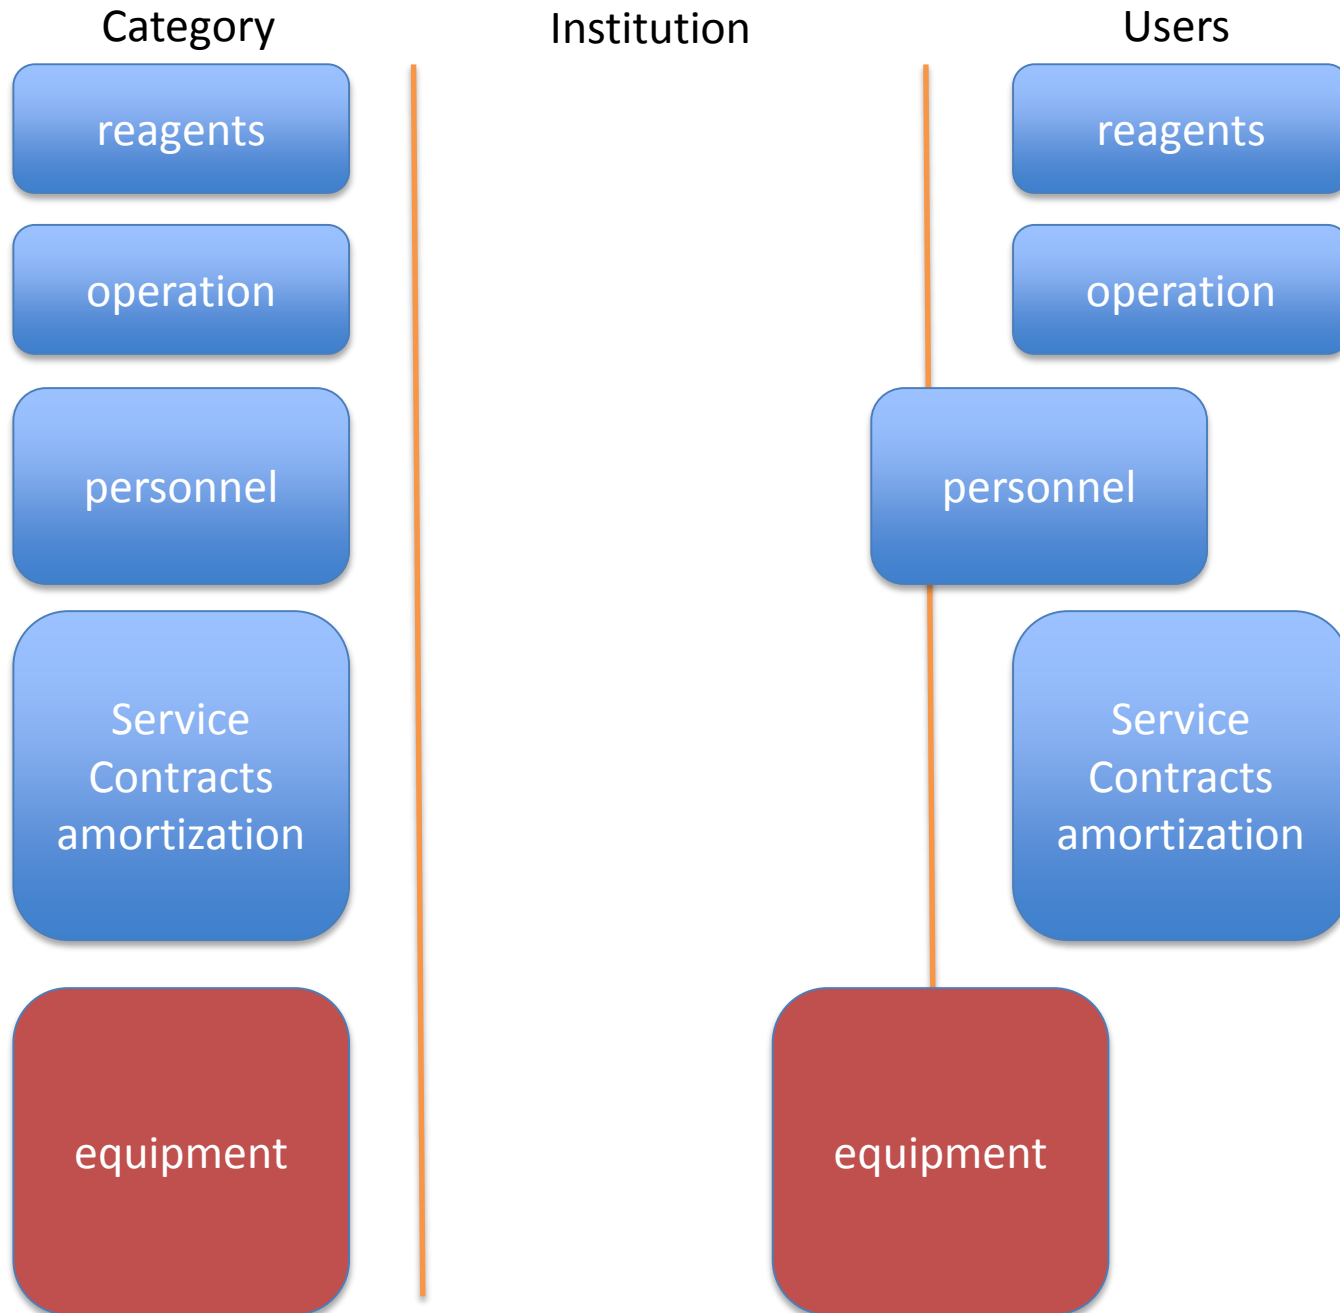 Category Institution Users
reagents reagents
operation operation
personnel personnel
Service Service
Contracts Contracts
amortization amortization
equipment equipment